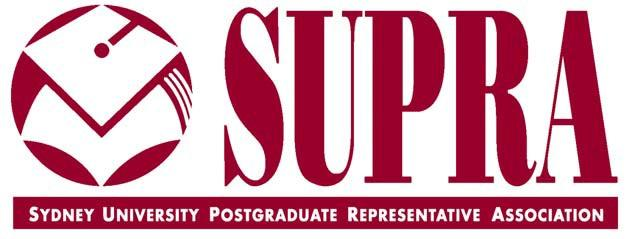 SUPRA
SYDNEY UNIVERSITY POSTGRADUATE REPRESENTATIVE ASSOCIATION